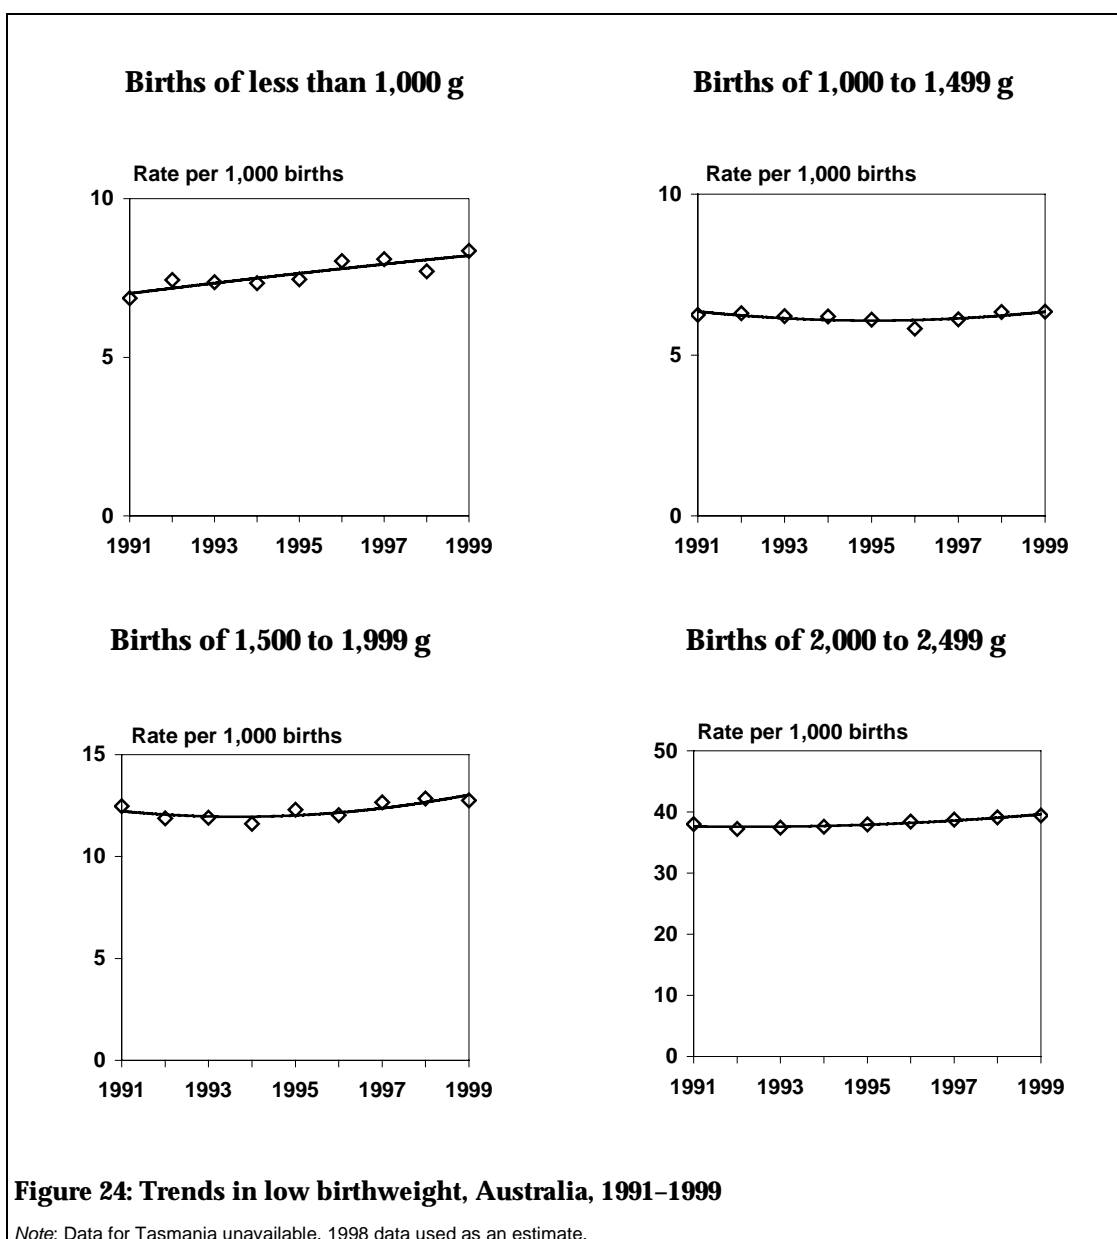 Births of less than 1,000 g
Rate per 1,000 births
10
5
0
1991 1993 1995 1997 1999
Births of 1,000 to 1,499 g
Rate per 1,000 births
10
5
0
1991 1993 1995 1997 1999
Births of 1,500 to 1,999 g
Rate per 1,000 births
15
10
5
0
1991 1993 1995 1997 1999
Births of 2,000 to 2,499 g
Rate per 1,000 births
50
40
30
20
10
0
1991 1993 1995 1997 1999
Figure 24: Trends in low birthweight, Australia, 1991–1999
Note: Data for Tasmania unavailable, 1998 data used as an estimate.